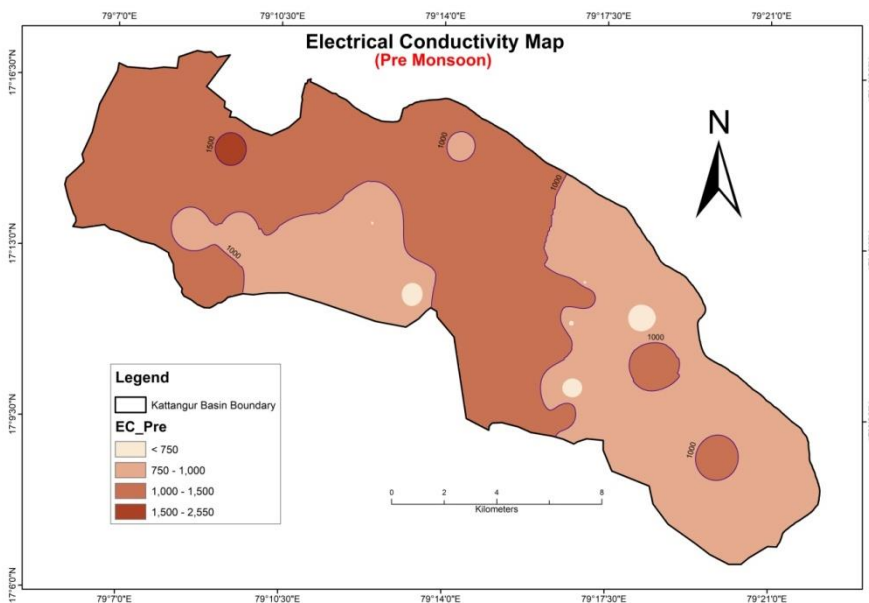 79°7'0"E 79°10'30"E 79°14'0"E 79°17'30"E 79°21'0"E
Electrical Conductivity Map
(Pre Monsoon)
17°16'30"N
N
1500
1000
1000
17°13'0"N
1000
1000
Legend
Kattangur Basin Boundary
EC_Pre
< 750
750 - 1,000
1,000 - 1,500
1,500 - 2,550
17°9'30"N
1000
0 2 4 8
Kilometers
17°6'0"N
79°7'0"E 79°10'30"E 79°14'0"E 79°17'30"E 79°21'0"E